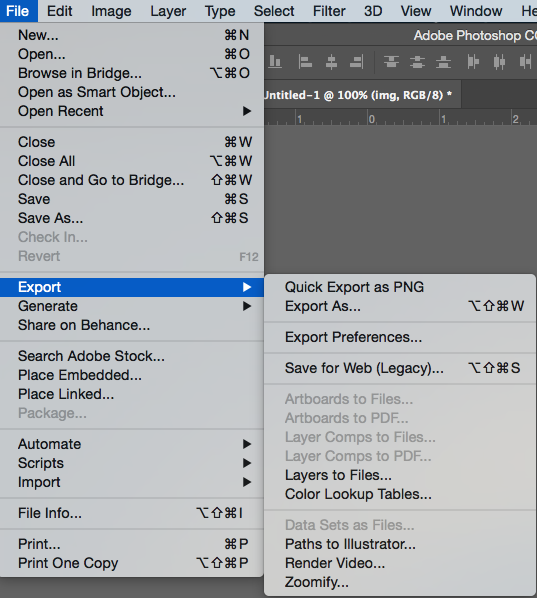 File Edit Image Layer Type Select Filter 3D View Window He
Adobe Photoshop CC
Untitled-1 @ 100% (img, RGB/8) *
1 0 1 2
New... ⌘N
Open... ⌘O
Browse in Bridge... ⌥⌘O
Open as Smart Object...
Open Recent ▶
Close ⌘W
Close All ⌥⌘W
Close and Go to Bridge... ⇧⌘W
Save ⌘S
Save As... ⇧⌘S
Check In...
Revert F12
Export ▶
Generate ▶
Share on Behance...
Search Adobe Stock...
Place Embedded...
Place Linked...
Package...
Automate ▶
Scripts ▶
Import ▶
File Info... ⌥⇧⌘I
Print... ⌘P
Print One Copy ⌥⇧⌘P
Quick Export as PNG
Export As... ⌥⇧⌘W
Export Preferences...
Save for Web (Legacy)... ⌥⇧⌘S
Artboards to Files...
Artboards to PDF...
Layer Comps to Files...
Layer Comps to PDF...
Layers to Files...
Color Lookup Tables...
Data Sets as Files...
Paths to Illustrator...
Render Video...
Zoomify...